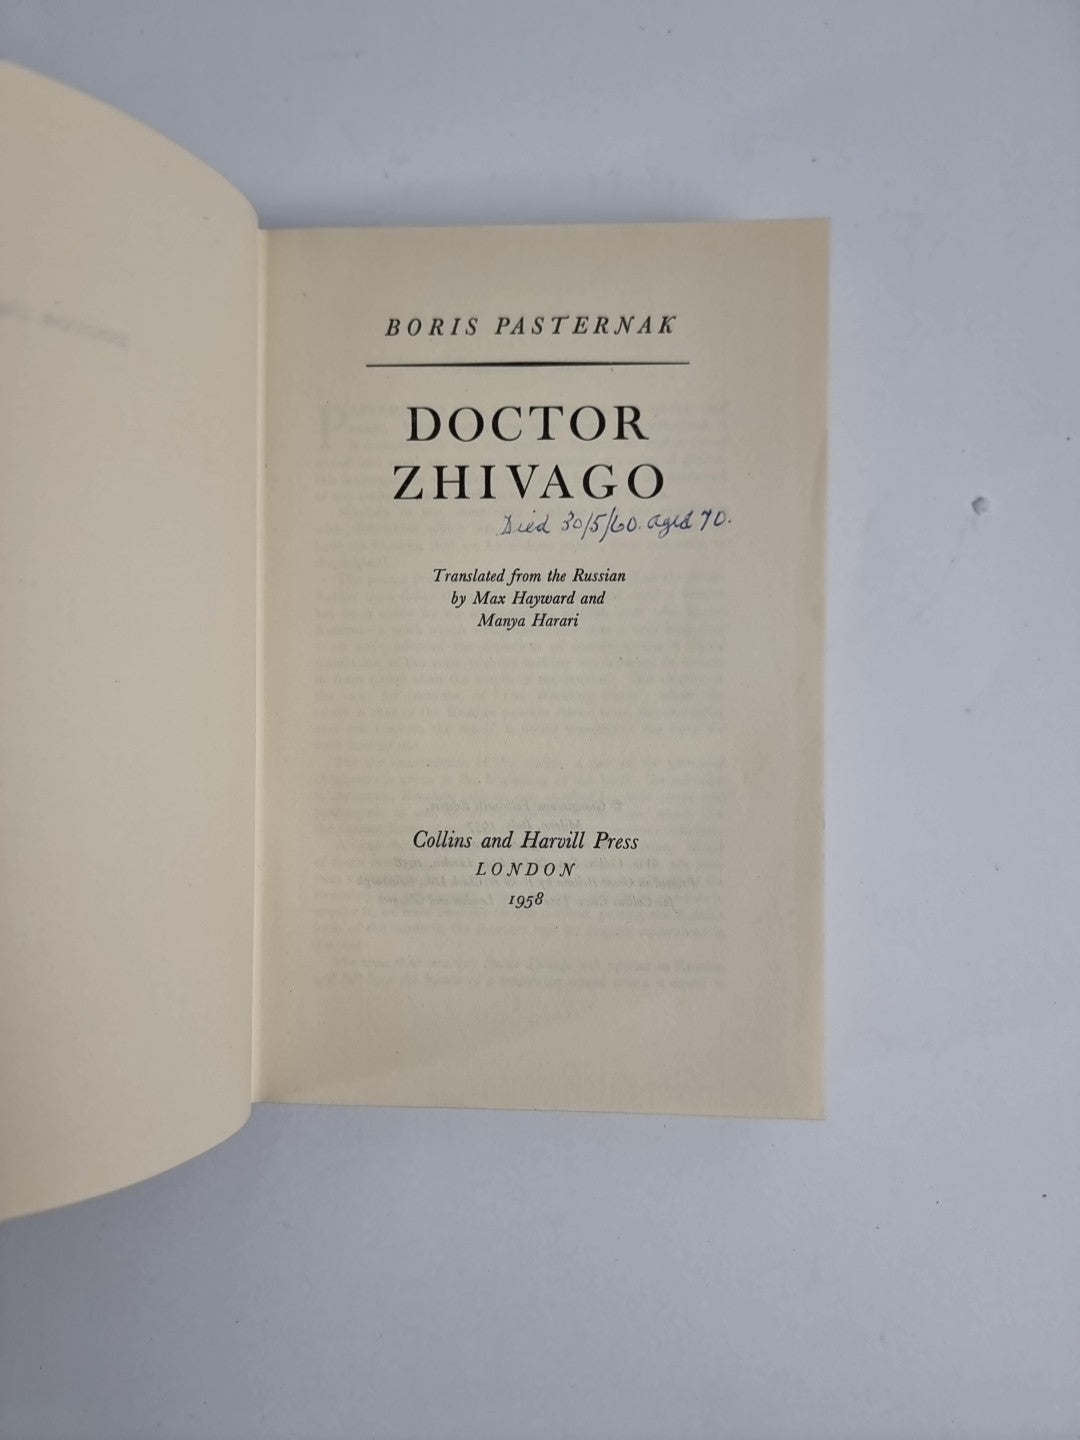 BORIS PASTERNAK
DOCTOR
ZHIVAGO
Died 30/5/60. aged 70.
Translated from the Russian
by Max Hayward and
Manya Harari
Collins and Harvill Press
LONDON
1958